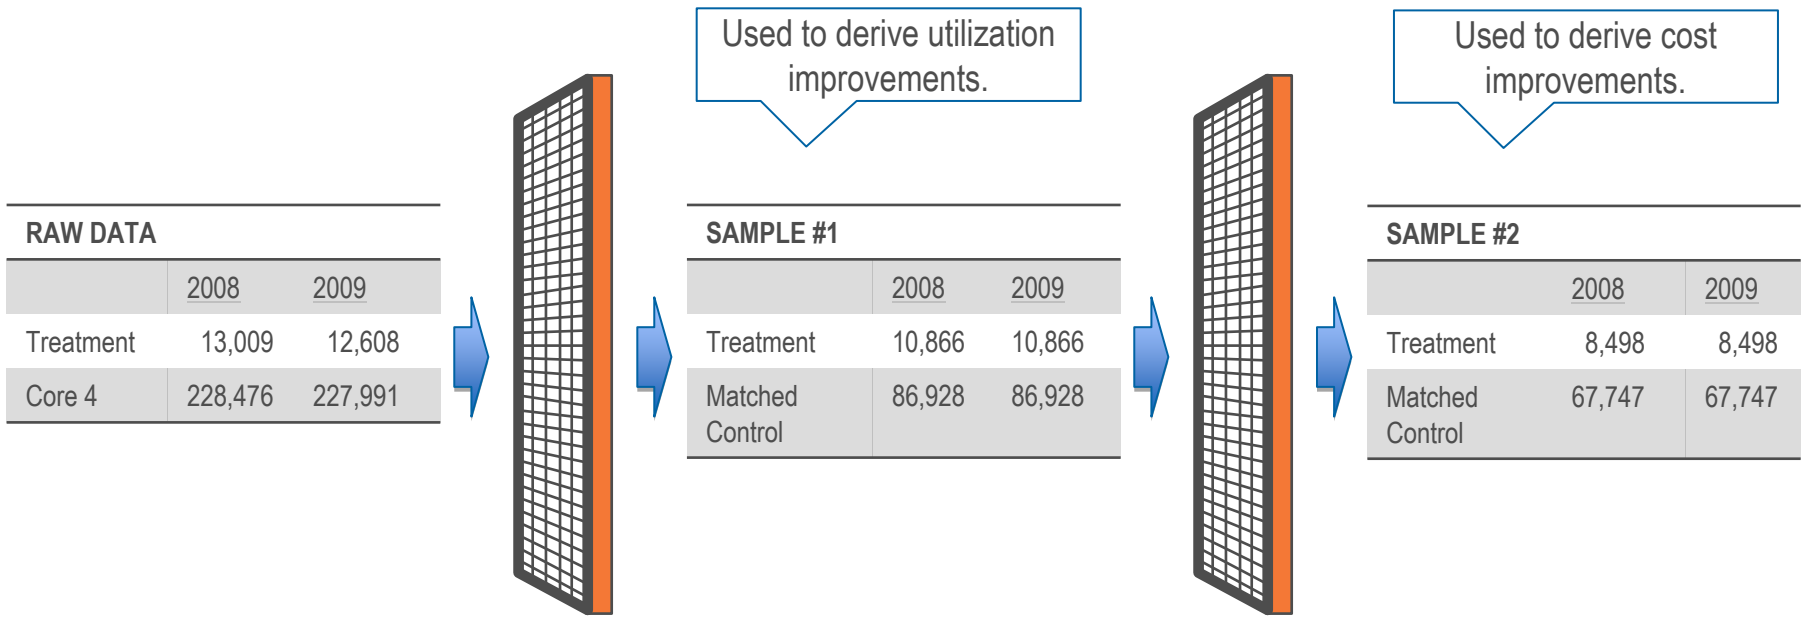 Used to derive utilization
improvements.
Used to derive cost
improvements.
RAW DATA
2008 2009
Treatment 13,009 12,608
Core 4 228,476 227,991
SAMPLE #1
2008 2009
Treatment 10,866 10,866
Matched 86,928 86,928
Control
SAMPLE #2
2008 2009
Treatment 8,498 8,498
Matched 67,747 67,747
Control